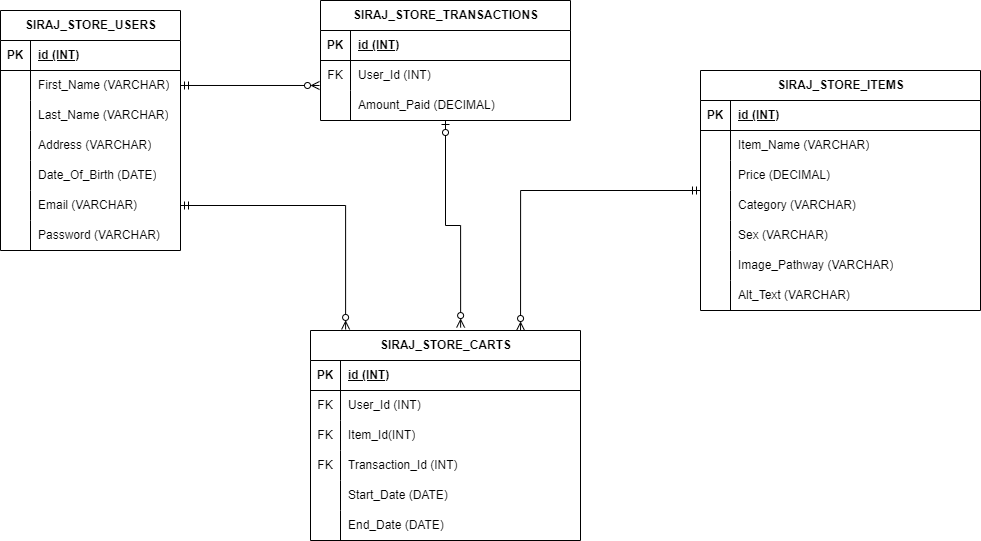 SIRAJ_STORE_USERS
PK id (INT)
First_Name (VARCHAR)
Last_Name (VARCHAR)
Address (VARCHAR)
Date_Of_Birth (DATE)
Email (VARCHAR)
Password (VARCHAR)
SIRAJ_STORE_TRANSACTIONS
PK id (INT)
FK User_Id (INT)
Amount_Paid (DECIMAL)
SIRAJ_STORE_ITEMS
PK id (INT)
Item_Name (VARCHAR)
Price (DECIMAL)
Category (VARCHAR)
Sex (VARCHAR)
Image_Pathway (VARCHAR)
Alt_Text (VARCHAR)
SIRAJ_STORE_CARTS
PK id (INT)
FK User_Id (INT)
FK Item_Id(INT)
FK Transaction_Id (INT)
Start_Date (DATE)
End_Date (DATE)